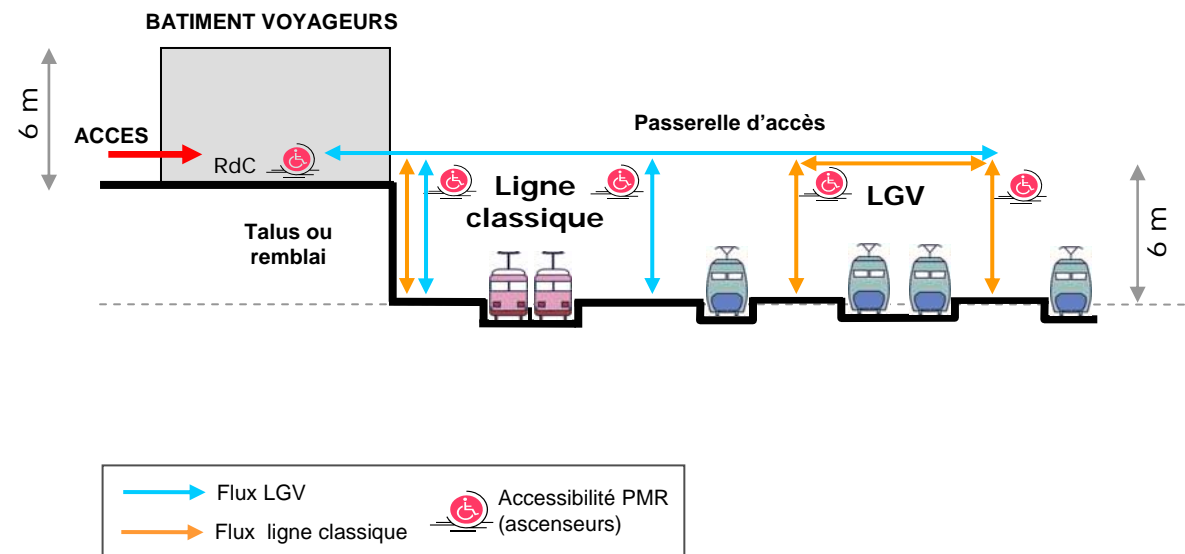 BATIMENT VOYAGEURS
6 m
ACCES
RdC
Passerelle d'accès
Ligne
classique
LGV
Talus ou
remblai
6 m
Flux LGV
Flux ligne classique
Accessibilité PMR
(ascenseurs)